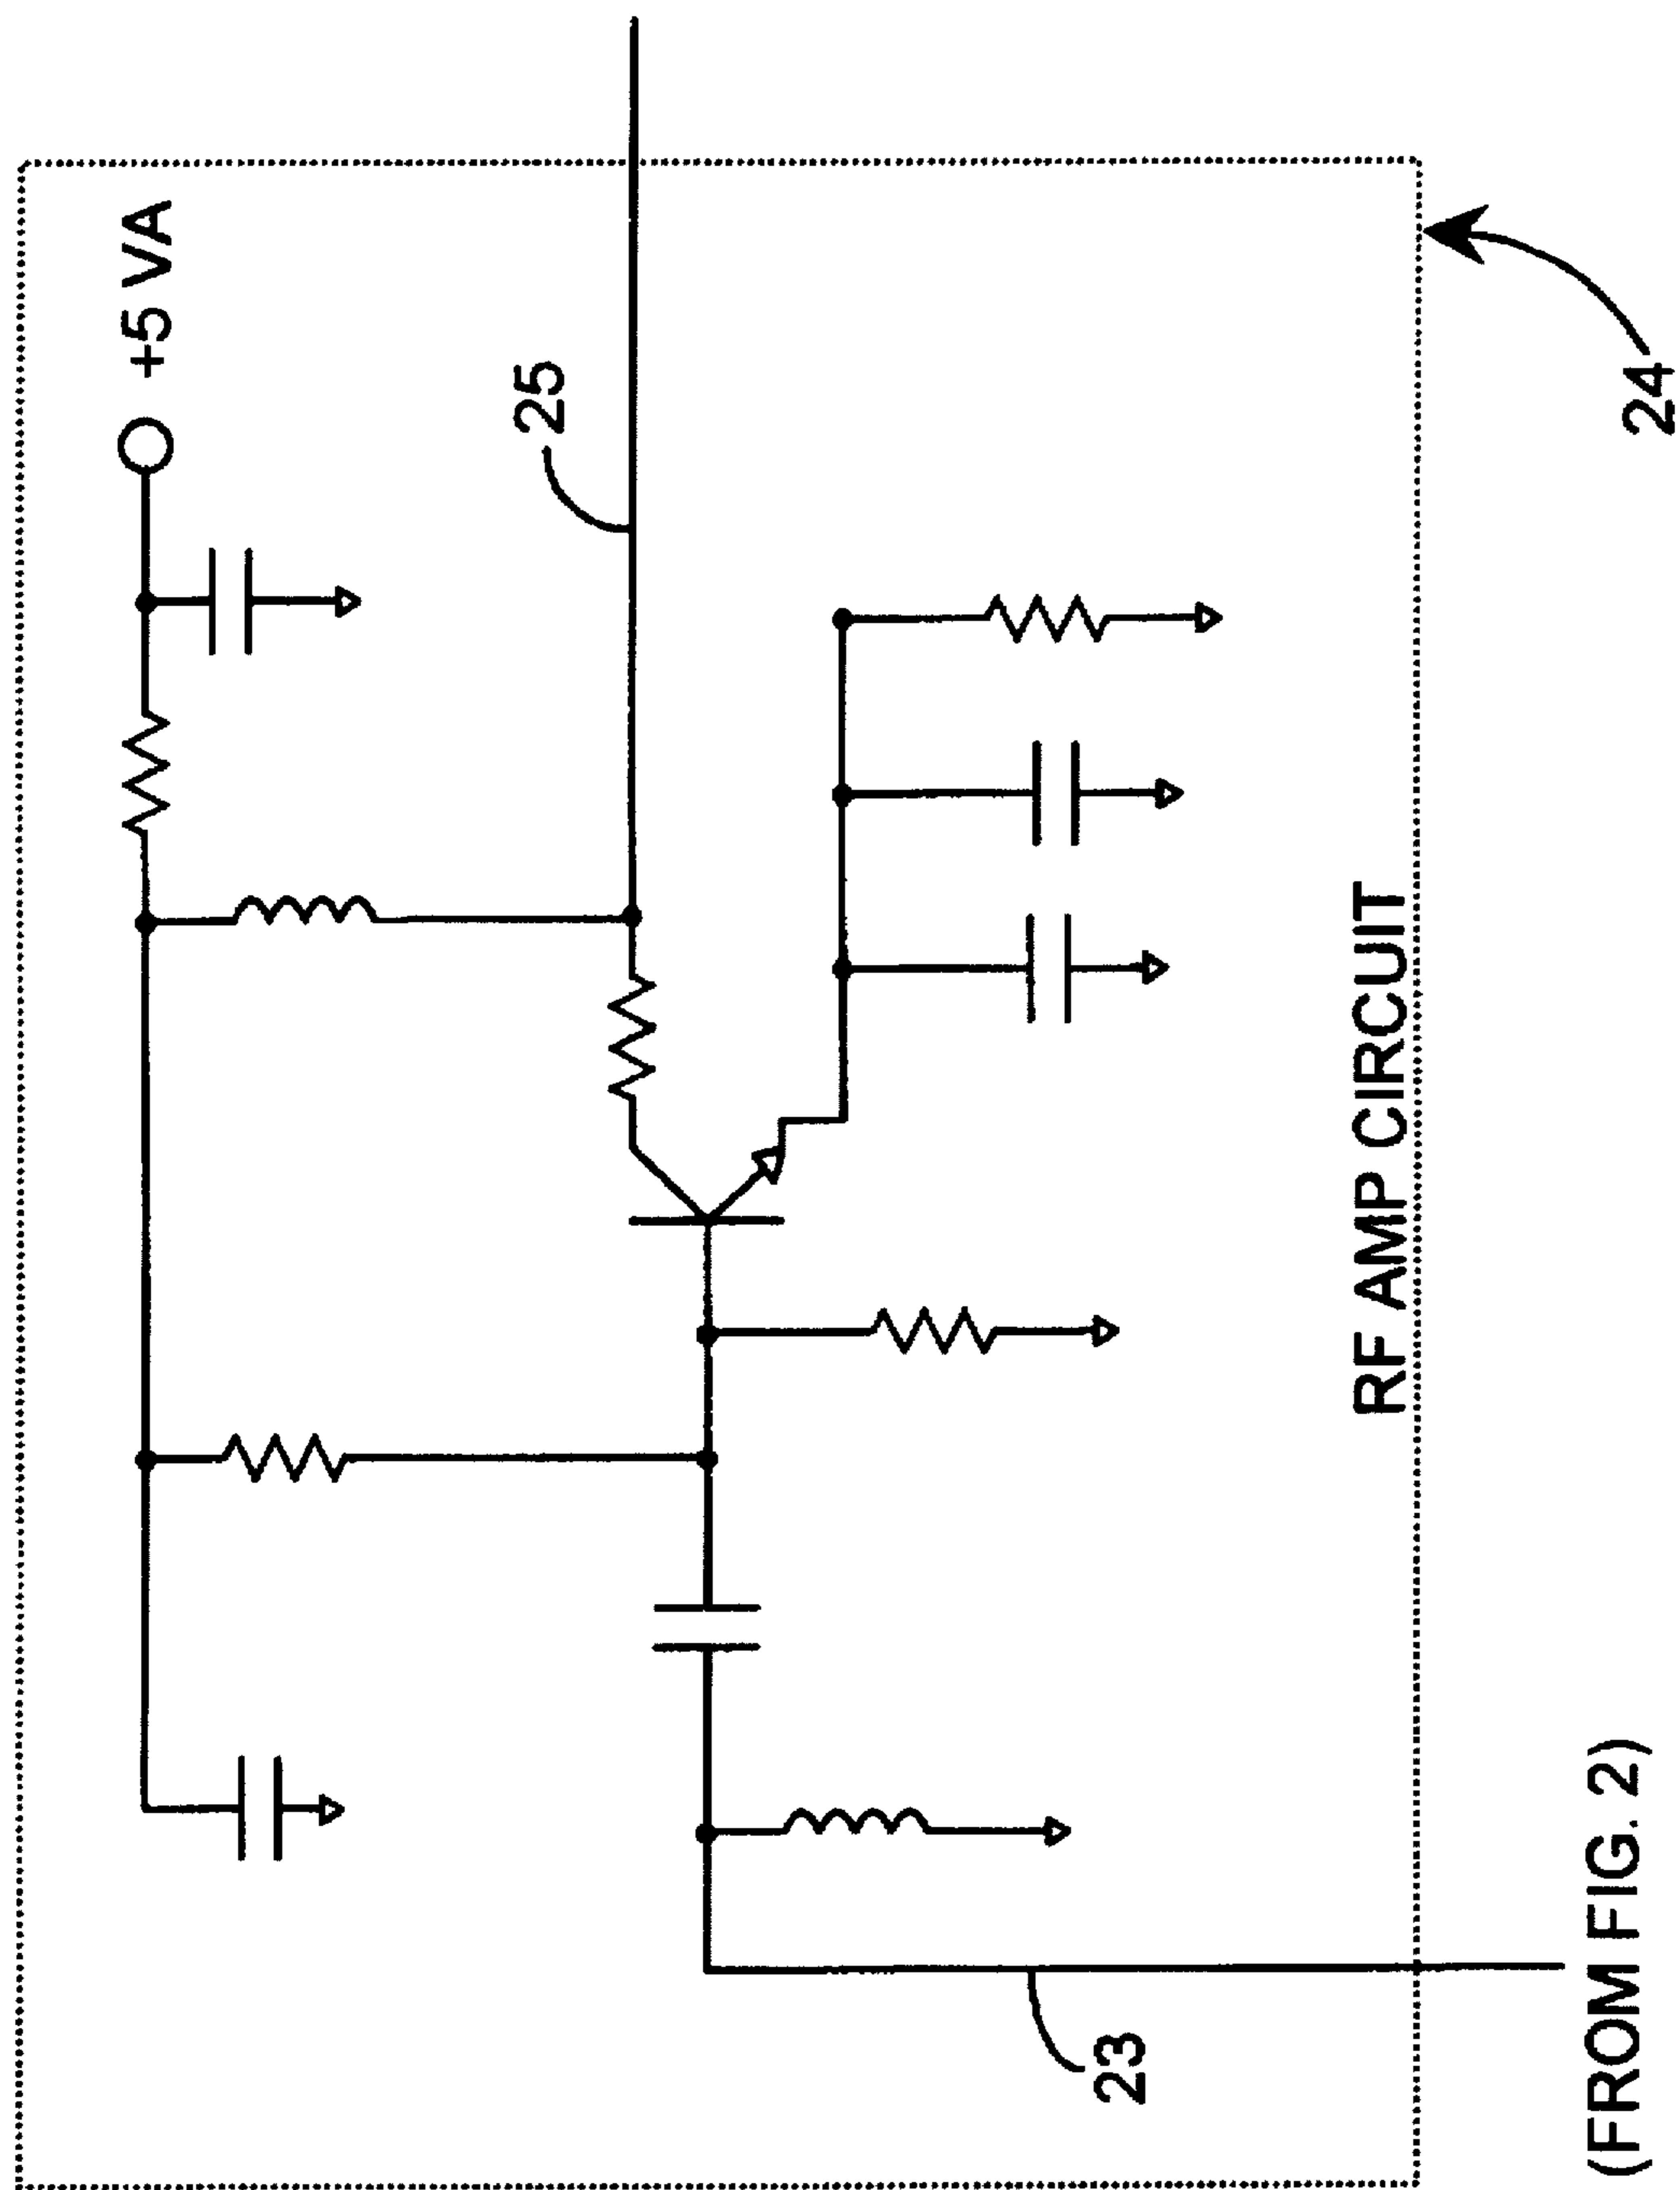 +5 VA
25
23
RF AMP CIRCUIT
24
(FROM FIG. 2)